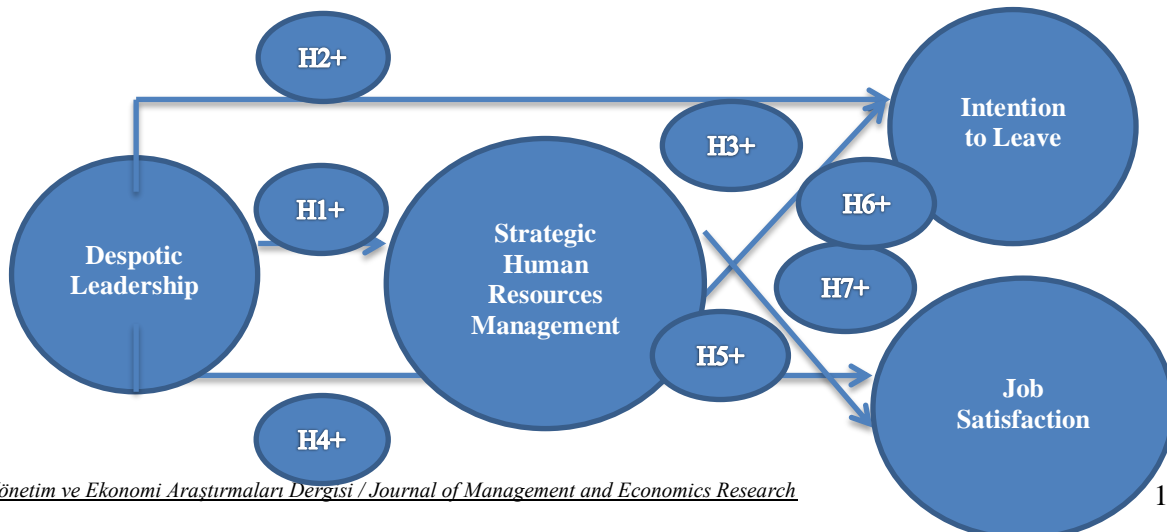 H2+
Intention
to Leave
H3+
H1+
H6+
Strategic
Human
Resources
Management
Despotic
Leadership
H7+
H5+
Job
Satisfaction
H4+
önetim ve Ekonomi Araştırmaları Dergisi / Journal of Management and Economics Research
1